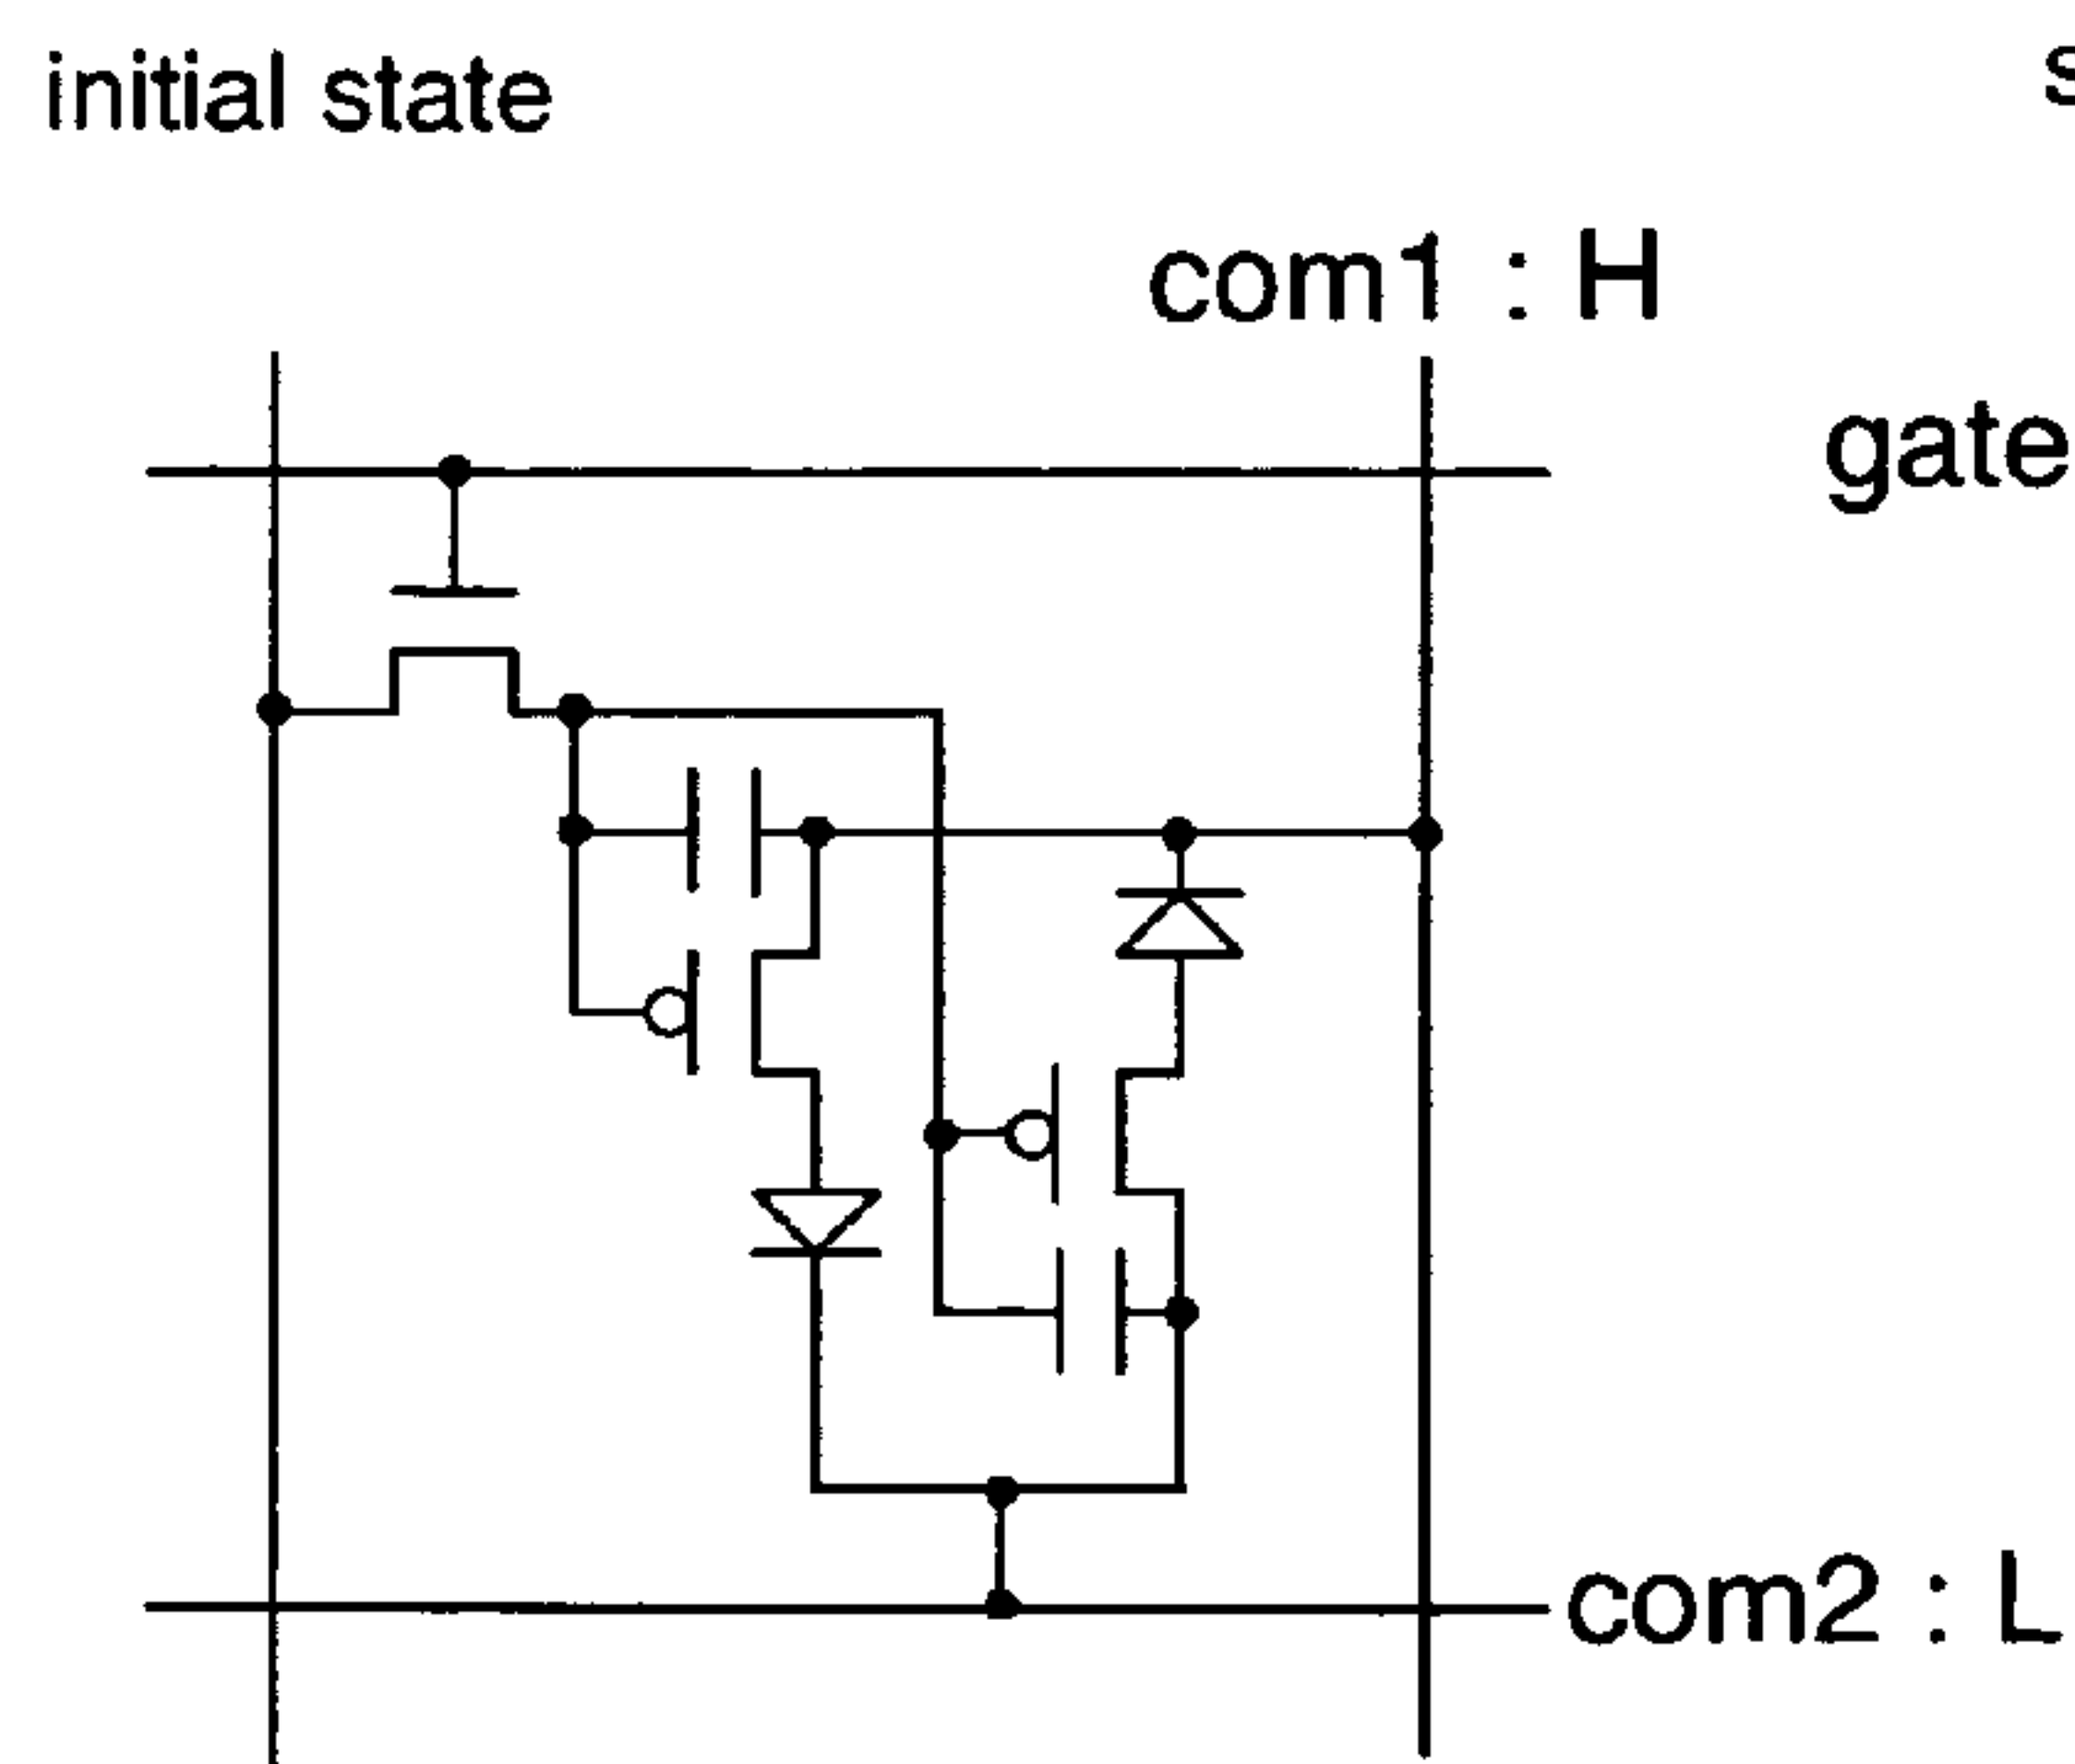 initial state
com1 : H
gate
com2 : L